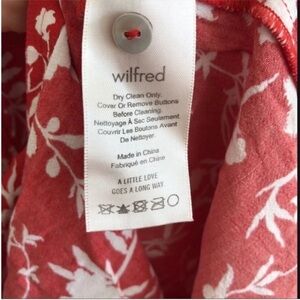 wilfred
Dry Clean Only.
Cover Or Remove Buttons
Before Cleaning.
Nettoyage À Sec Seulement.
Couvrir Les Boutons Avant
De Nettoyer.
Made in China
Fabriqué en Chine
A LITTLE LOVE
GOES A LONG WAY.